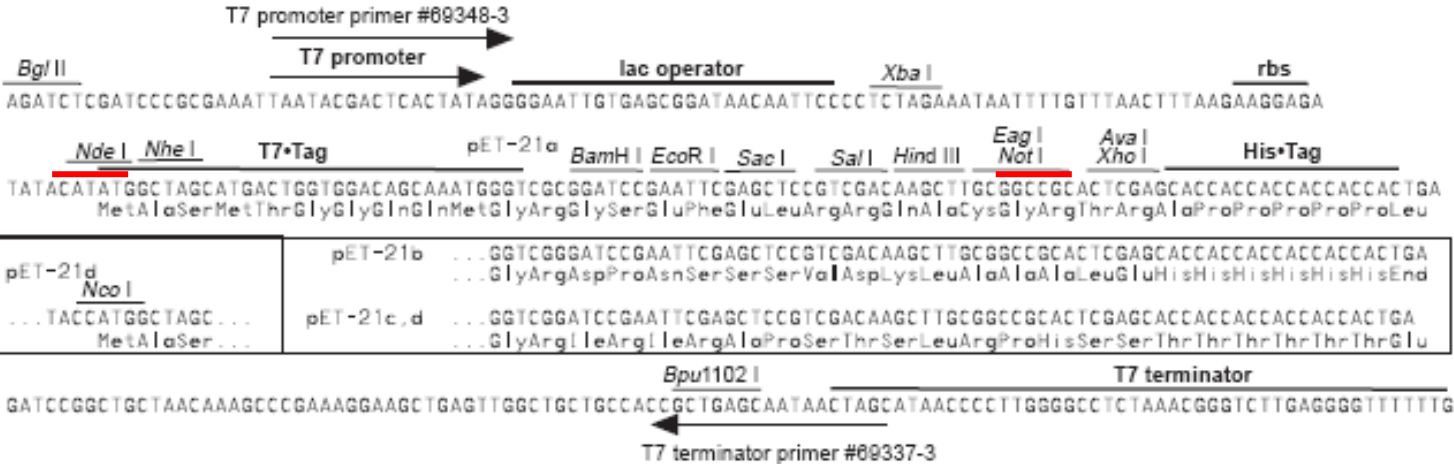 T7 promoter primer #69348-3
Bgl II T7 promoter lac operator Xba I rbs
AGATCTCGATCCCGCGAAATTAATACGACTCACTATAGGGGAATTGTGAGCGGATAACAATTCCCCTCTAGAAATAATTTTGTTTAACTTTAAGAAGGAGA
Eag I Ava I
Nde I Nhe I T7•Tag pET-21a BamH I EcoR I Sac I Sal I Hind III Not I Xho I His•Tag
TATACATATGGCTAGCATGACTGGTGGACAGCAAATGGGTCGCGGATCCGAATTCGAGCTCCGTCGACAAGCTTGCGGCCGCACTCGAGCACCACCACCACCACCACTGA
MetAlaSerMetThrGlyGlyGlnGlnMetGlyArgGlySerGluPheGluLeuArgArgGlnAlaCysGlyArgThrArgAlaProProProProProLeu
pET-21b ...GGTCGGGATCCGAATTCGAGCTCCGTCGACAAGCTTGCGGCCGCACTCGAGCACCACCACCACCACCACTGA
...GlyArgAspProAsnSerSerSerValAspLysLeuAlaAlaAlaLeuGluHisHisHisHisHisHisEnd
pET-21d
Nco I
...TACCATGGCTAGC...
MetAlaSer...
pET-21c,d ...GGTCGGATCCGAATTCGAGCTCCGTCGACAAGCTTGCGGCCGCACTCGAGCACCACCACCACCACCACTGA
...GlyArgIleArgIleArgAlaProSerThrSerLeuArgProHisSerSerThrThrThrThrThrThrGlu
Bpu1102 I T7 terminator
GATCCGGCTGCTAACAAAGCCCGAAAGGAAGCTGAGTTGGCTGCTGCCACCGCTGAGCAATAACTAGCATAACCCCTTGGGGCCTCTAAACGGGTCTTGAGGGGTTTTTTG
T7 terminator primer #69337-3